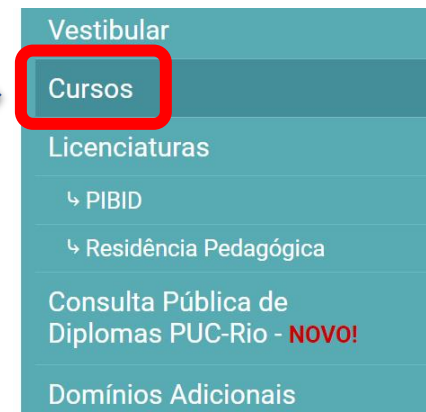 Vestibular
Cursos
Licenciaturas
↳ PIBID
↳ Residência Pedagógica
Consulta Pública de
Diplomas PUC-Rio - NOVO!
Domínios Adicionais